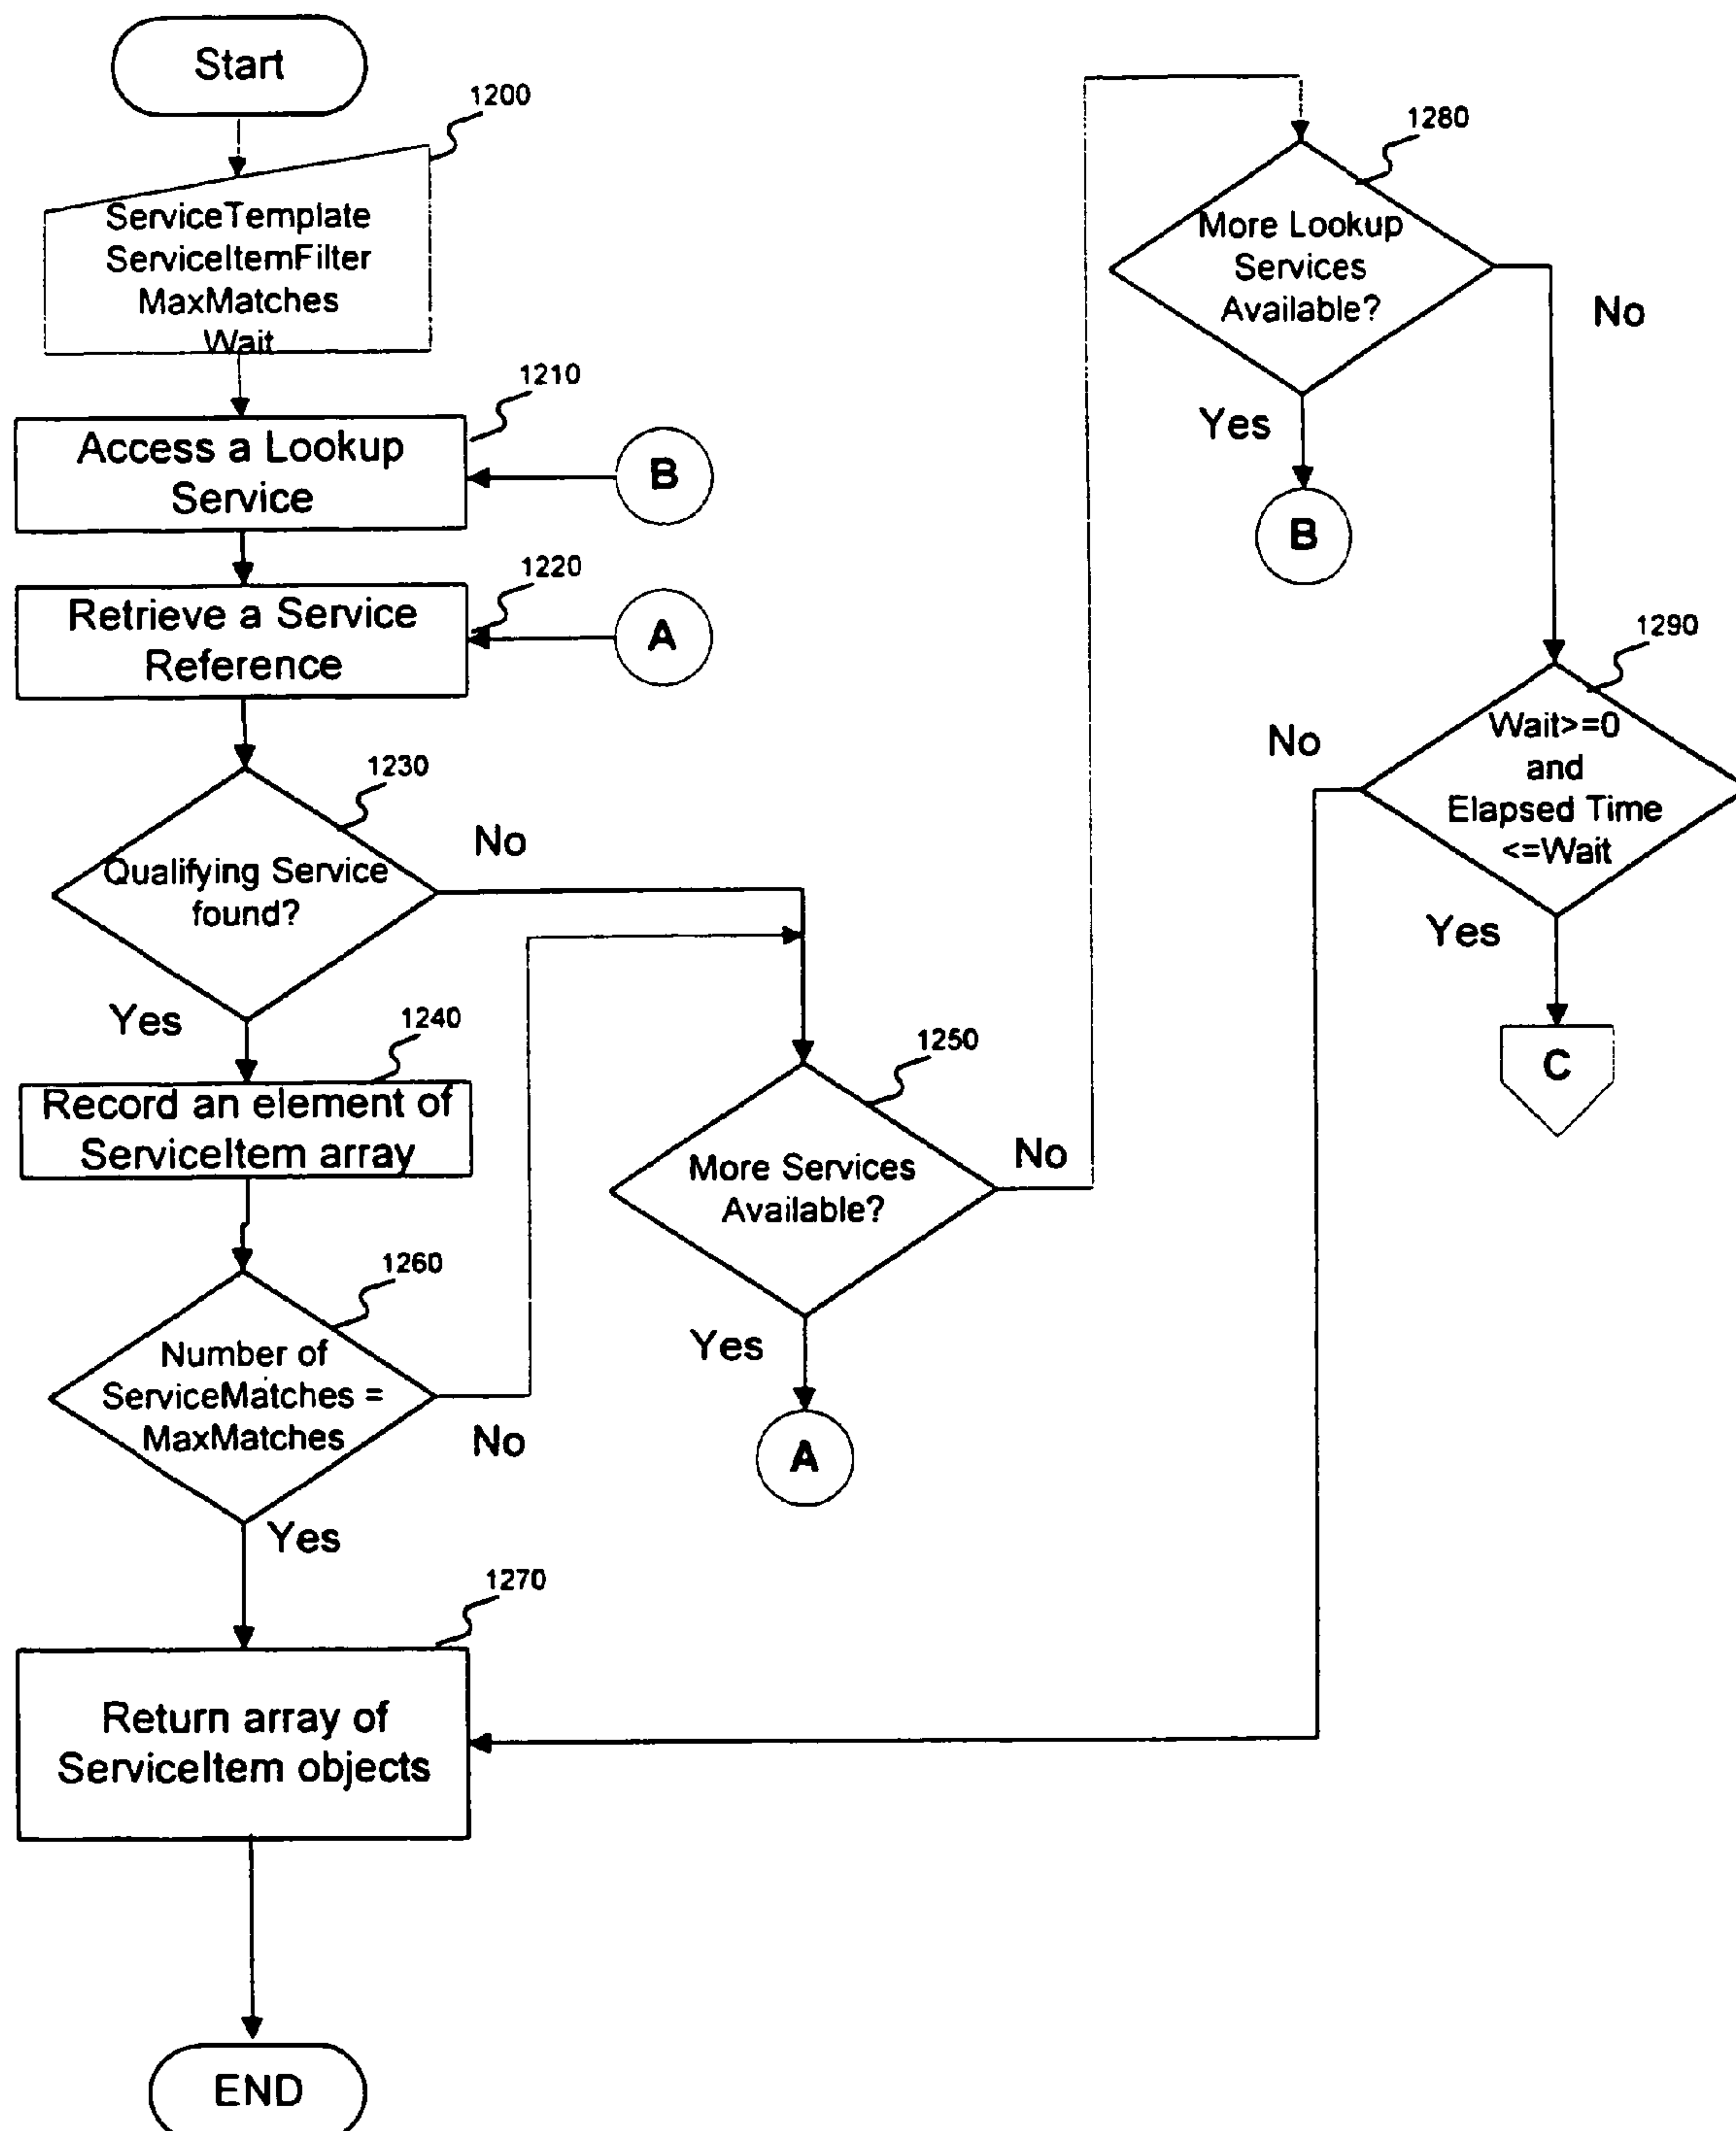 Start
1200
ServiceTemplate
ServiceItemFilter
MaxMatches
Wait
1210
Access a Lookup
Service
B
1220
Retrieve a Service
Reference
A
1230
Qualifying Service
found?
No
Yes
1240
Record an element of
ServiceItem array
1260
Number of
ServiceMatches =
MaxMatches
No
Yes
1270
Return array of
ServiceItem objects
END
1250
More Services
Available?
No
Yes
A
1280
More Lookup
Services
Available?
No
Yes
B
1290
Wait>=0
and
Elapsed Time
<=Wait
No
Yes
C